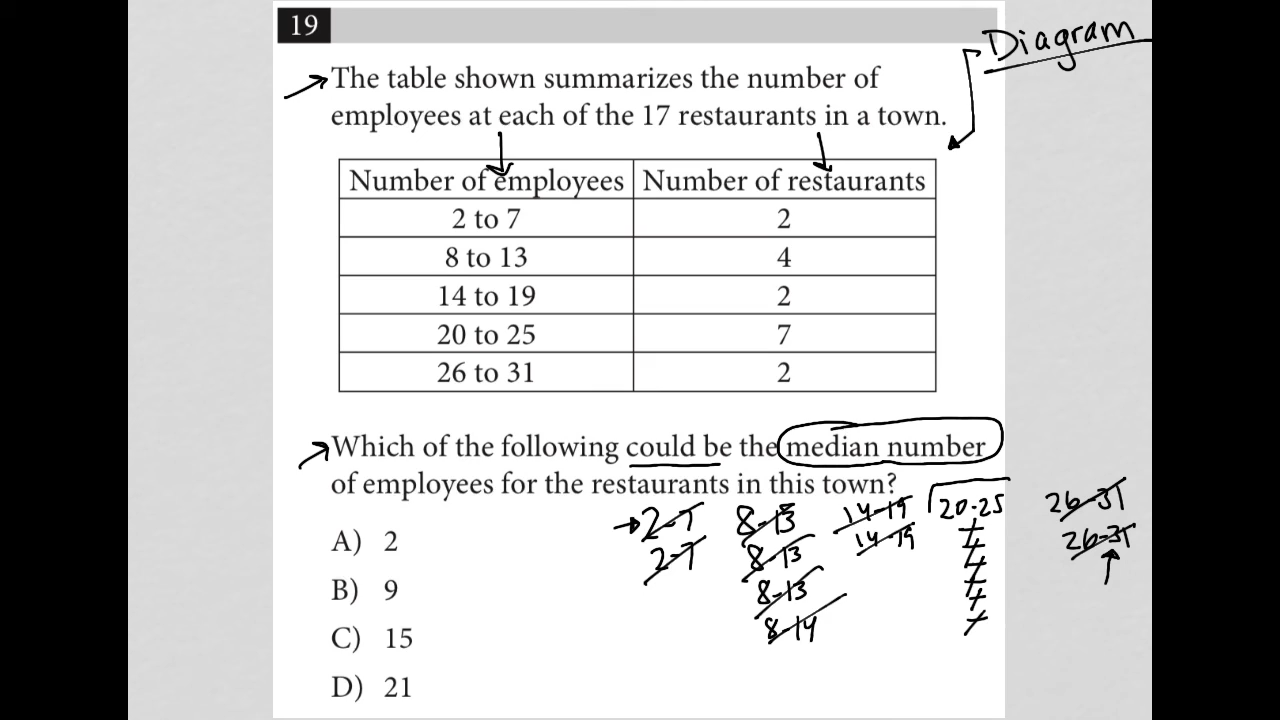 19
Diagram
The table shown summarizes the number of
employees at each of the 17 restaurants in a town.
Number of employees Number of restaurants
2 to 7 2
8 to 13 4
14 to 19 2
20 to 25 7
26 to 31 2
Which of the following could be the median number
of employees for the restaurants in this town?
2-7 8-13 14-19 20-25 26-31
2-7 8-13 14-19 26-31
8-13
8-14
A) 2
B) 9
C) 15
D) 21